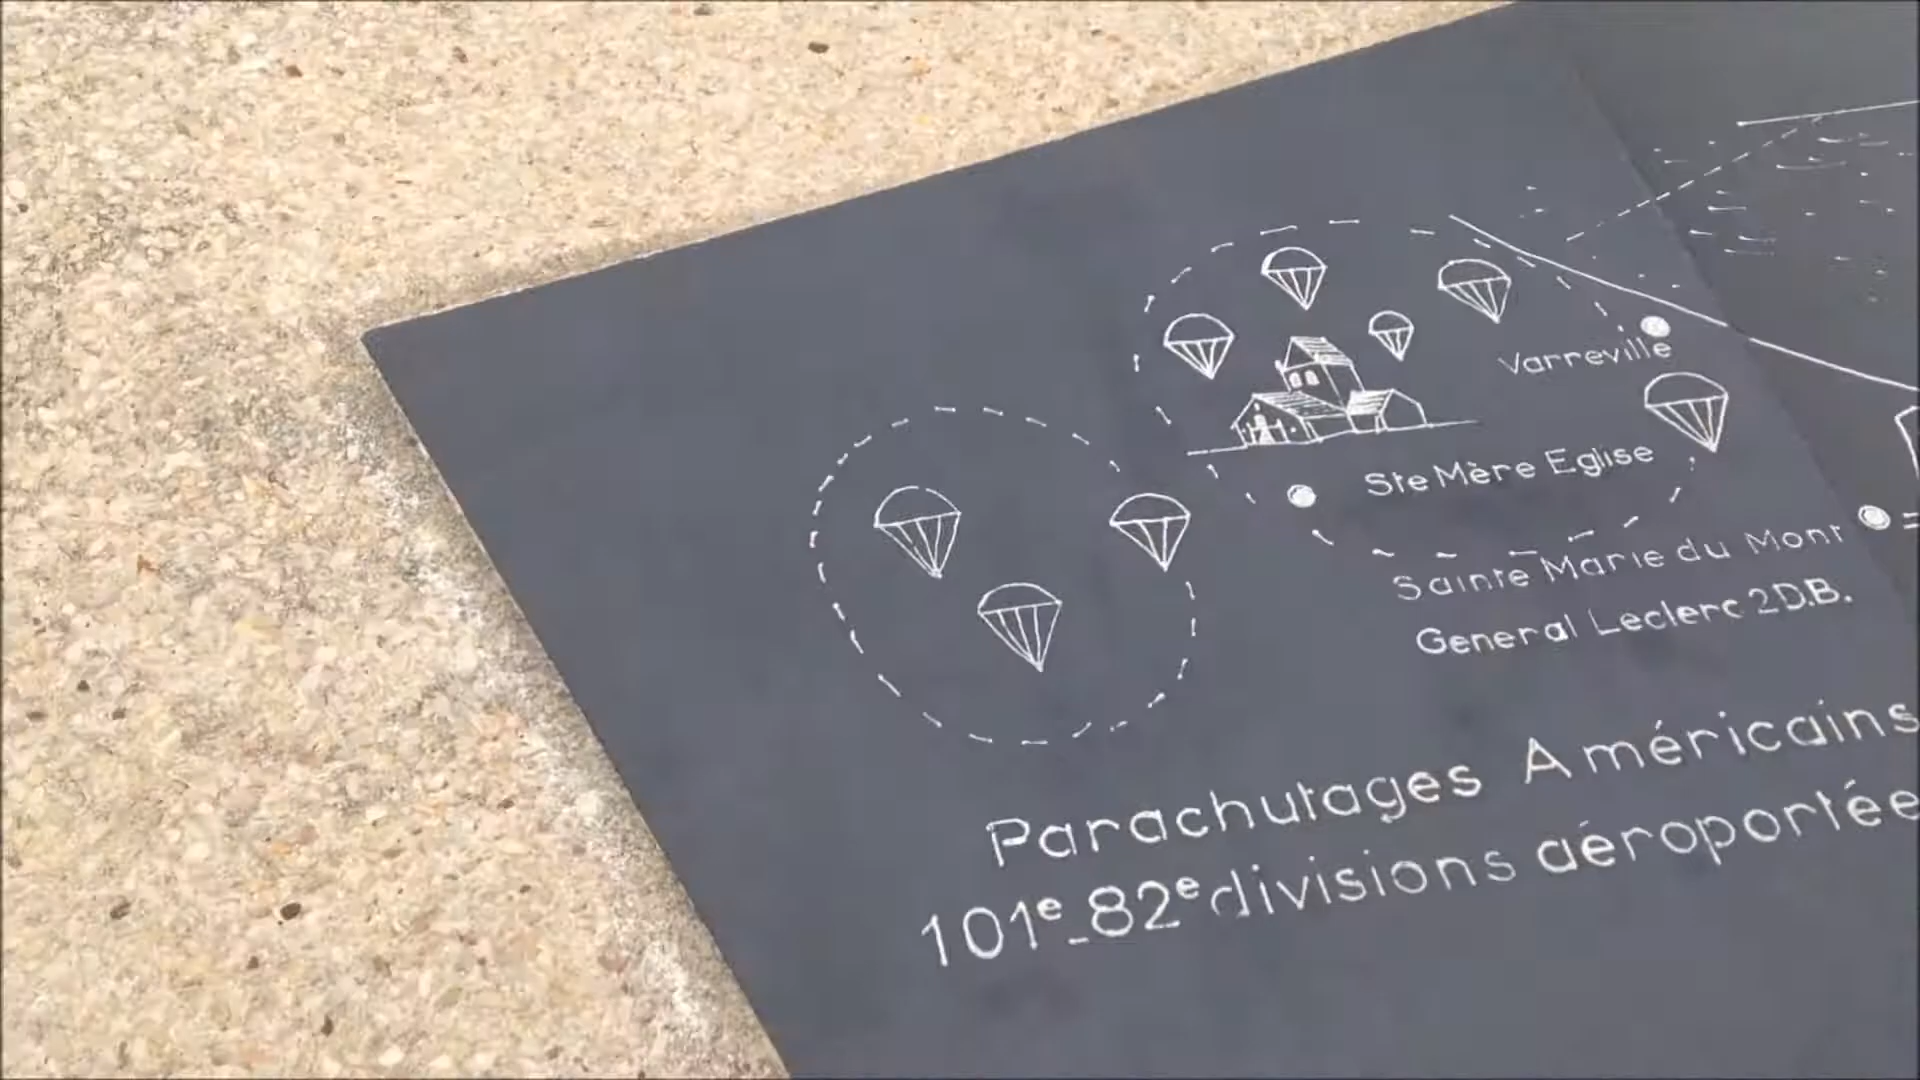 Varreville
Ste Mère Eglise
Sainte Marie du Mont =
General Leclerc 2D.B.
Parachutages Américains
101e_82e divisions aéroportée